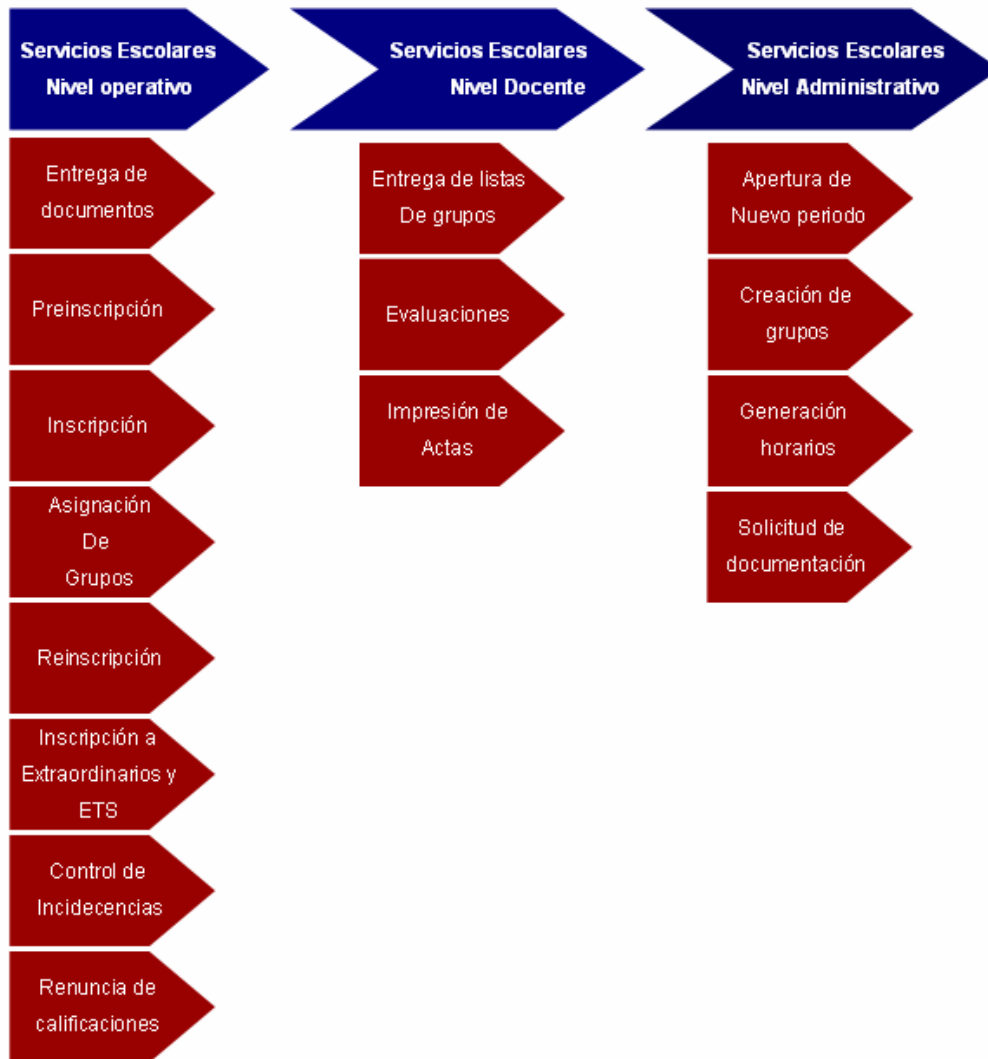 Servicios Escolares
Nivel operativo
Entrega de
documentos
Preinscripción
Inscripción
Asignación
De
Grupos
Reinscripción
Inscripción a
Extraordinarios y
ETS
Control de
Incidecencias
Renuncia de
calificaciones
Servicios Escolares
Nivel Docente
Entrega de listas
De grupos
Evaluaciones
Impresión de
Actas
Servicios Escolares
Nivel Administrativo
Apertura de
Nuevo periodo
Creación de
grupos
Generación
horarios
Solicitud de
documentación